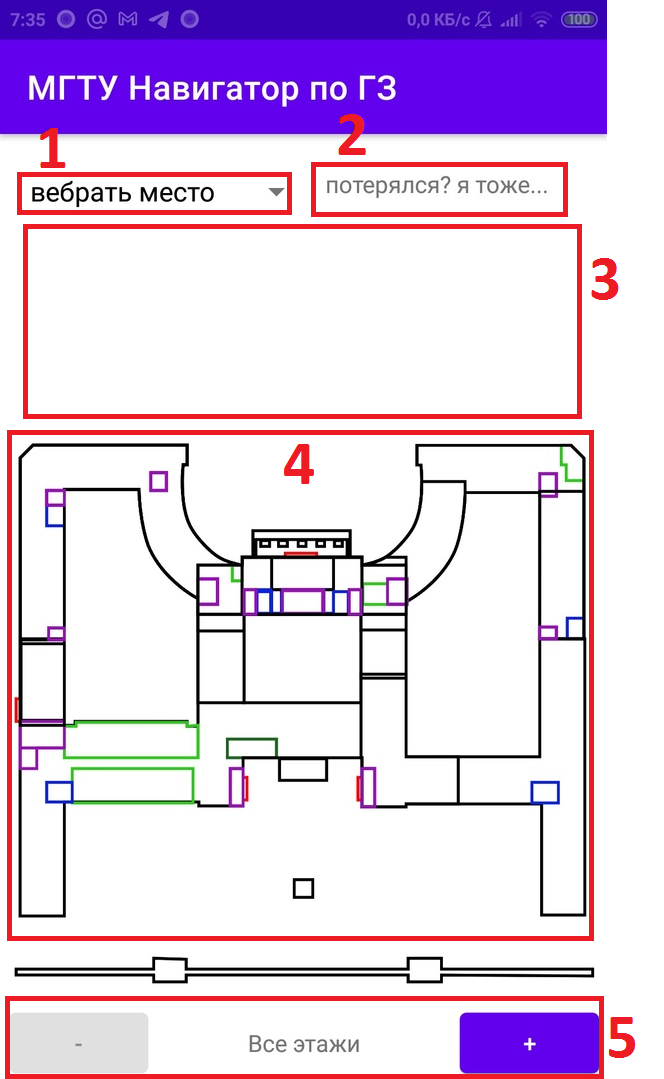 7:35 0,0 КБ/с 100
МГТУ Навигатор по ГЗ
1
2
вебрать место
потерялся? я тоже...
3
4
- Все этажи +
5